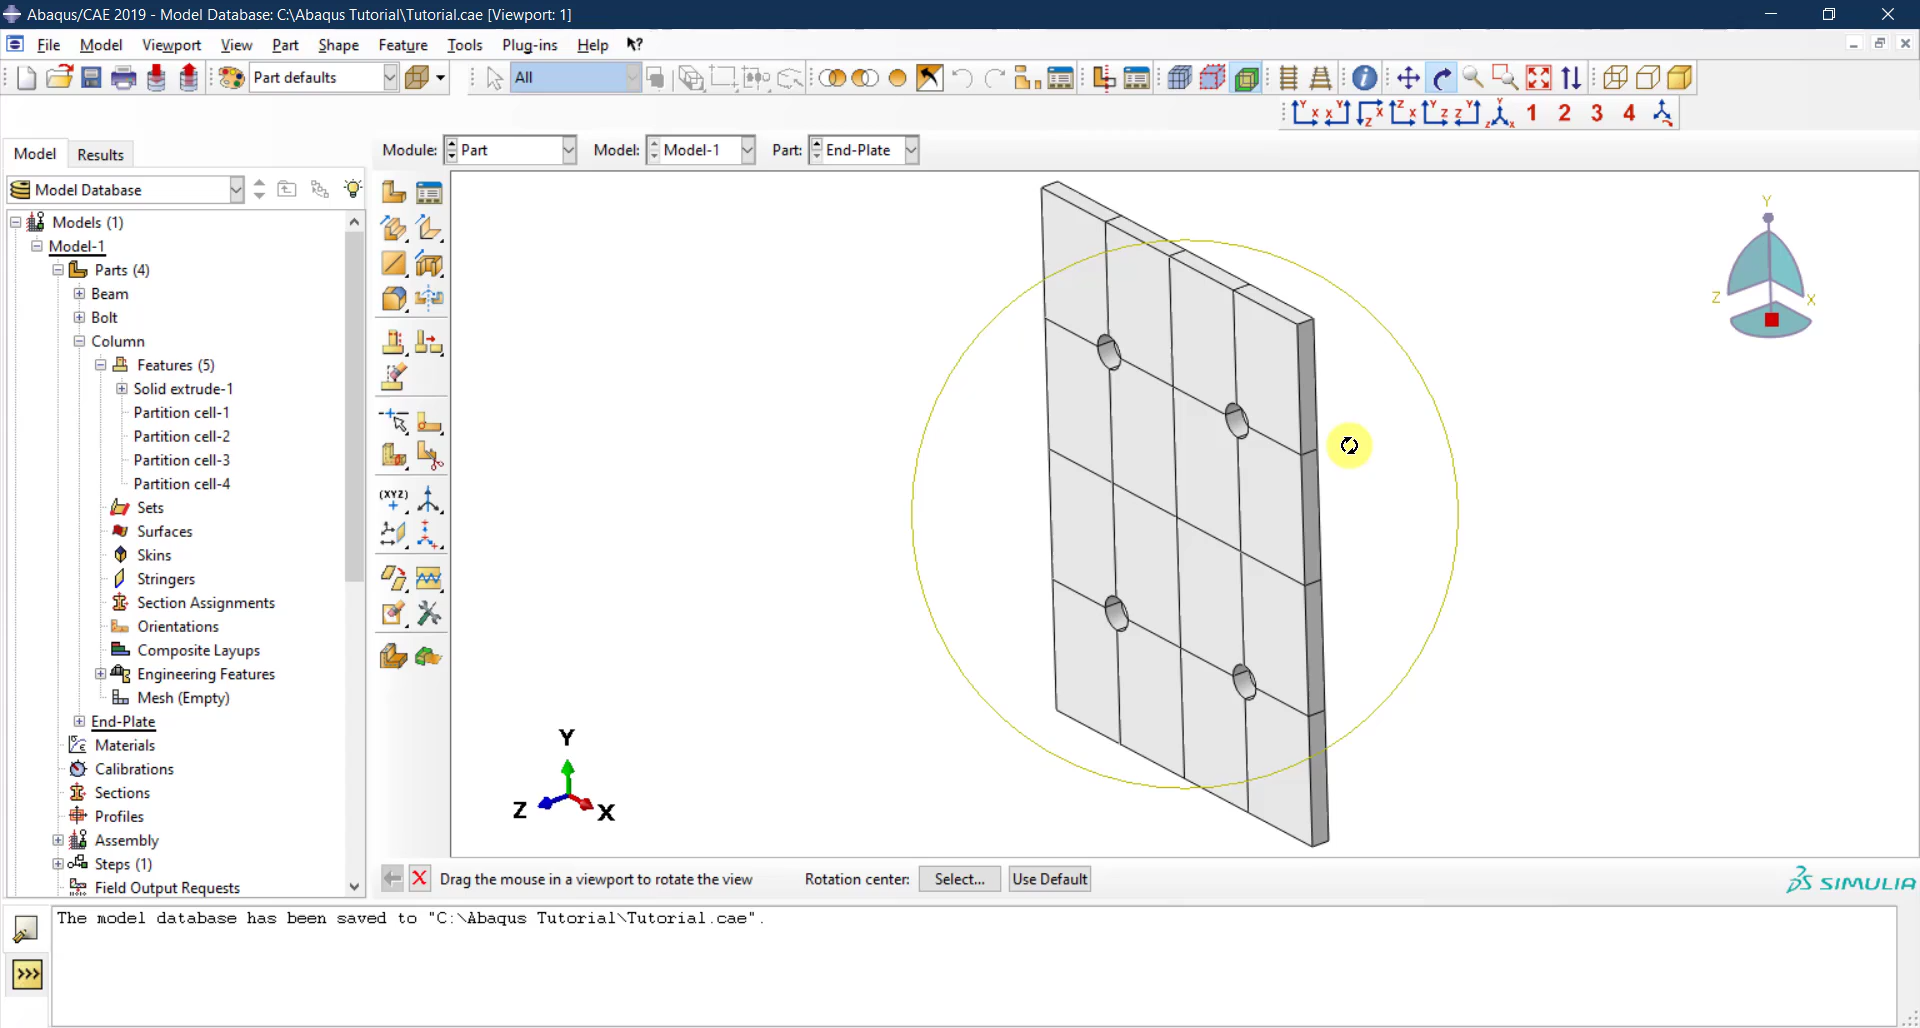 Abaqus/CAE 2019 - Model Database: C:\Abaqus Tutorial\Tutorial.cae [Viewport: 1]
File Model Viewport View Part Shape Feature Tools Plug-ins Help
Part defaults All
1 2 3 4
Model Results
Module: Part Model: Model-1 Part: End-Plate
Model Database
Models (1)
Model-1
Parts (4)
Beam
Bolt
Column
Features (5)
Solid extrude-1
Partition cell-1
Partition cell-2
Partition cell-3
Partition cell-4
Sets
Surfaces
Skins
Stringers
Section Assignments
Orientations
Composite Layups
Engineering Features
Mesh (Empty)
End-Plate
Materials
Calibrations
Sections
Profiles
Assembly
Steps (1)
Field Output Requests
(XYZ)
Y
Z X
Y
Z X
Drag the mouse in a viewport to rotate the view Rotation center: Select... Use Default
SIMULIA
The model database has been saved to "C:\Abaqus Tutorial\Tutorial.cae".
>>>